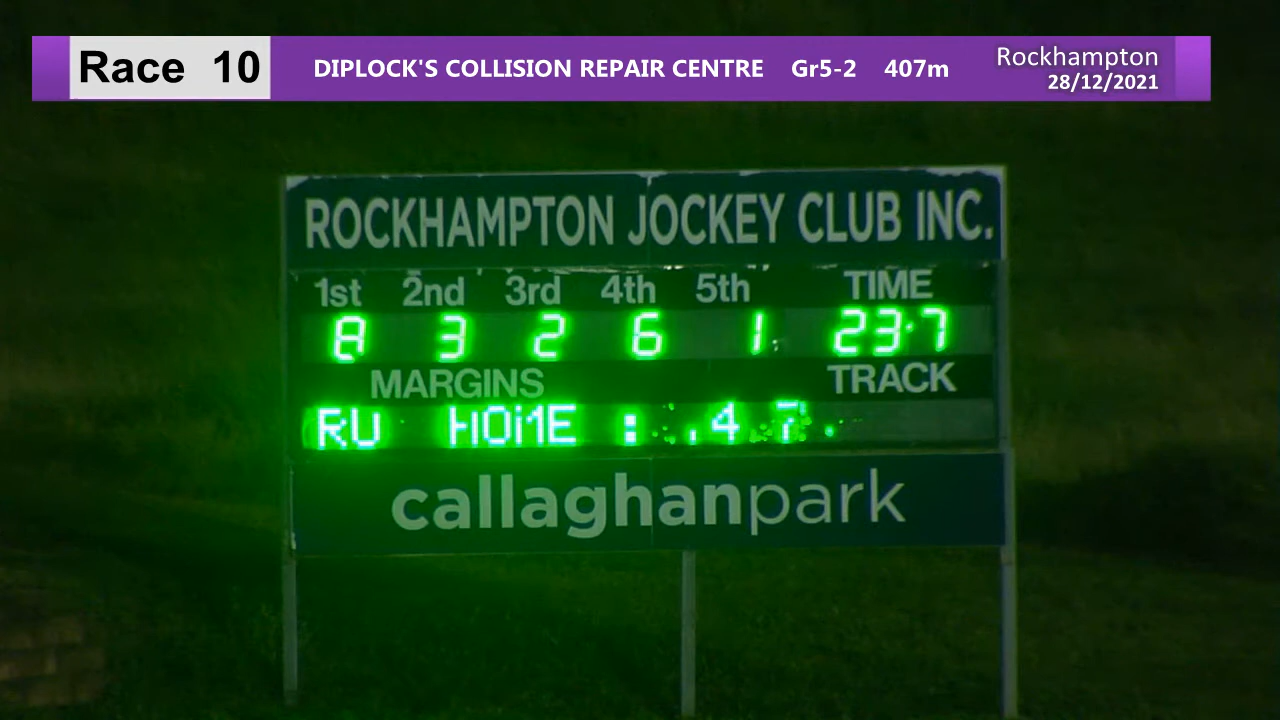 Race 10 DIPLOCK'S COLLISION REPAIR CENTRE Gr5-2 407m Rockhampton
28/12/2021
ROCKHAMPTON JOCKEY CLUB INC.
1st 2nd 3rd 4th 5th TIME
8 3 2 6 1 23.7
MARGINS TRACK
RU HOME : .47
callaghanpark